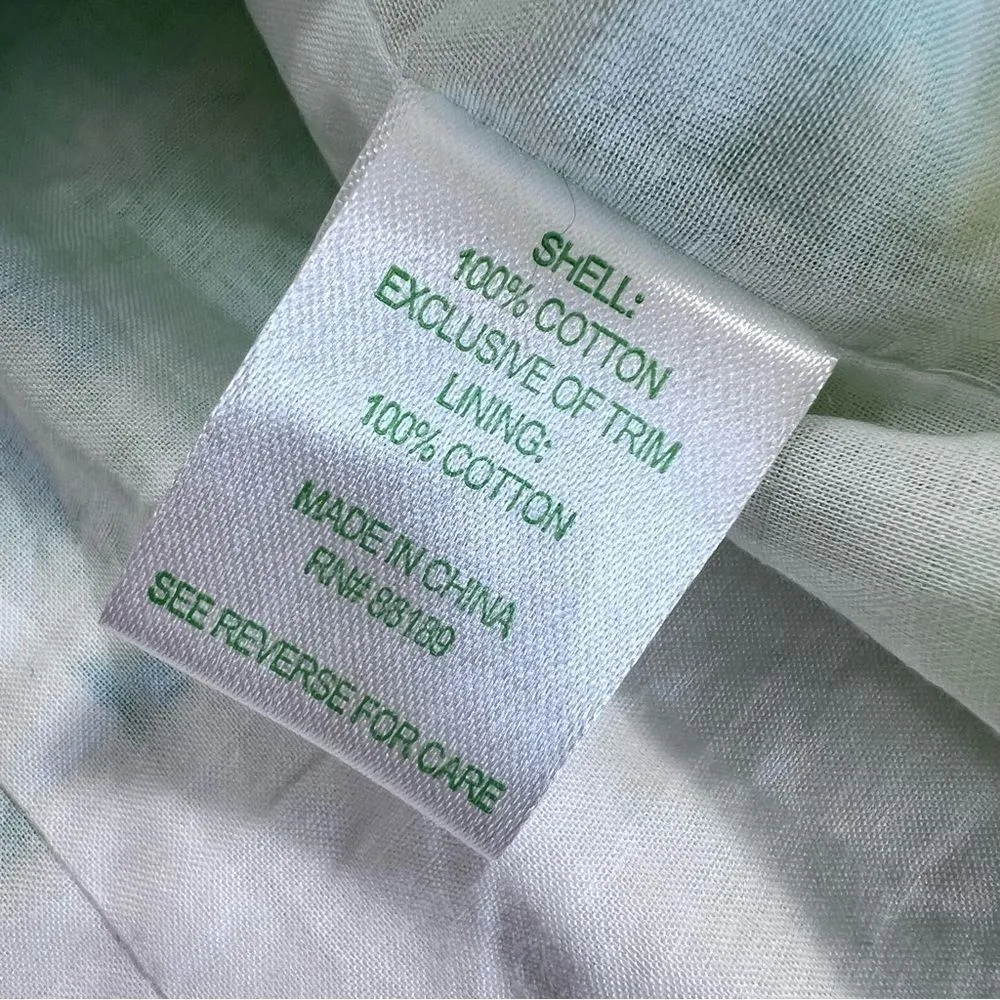 SHELL:
100% COTTON
EXCLUSIVE OF TRIM
LINING:
100% COTTON
MADE IN CHINA
RN# 88189
SEE REVERSE FOR CARE